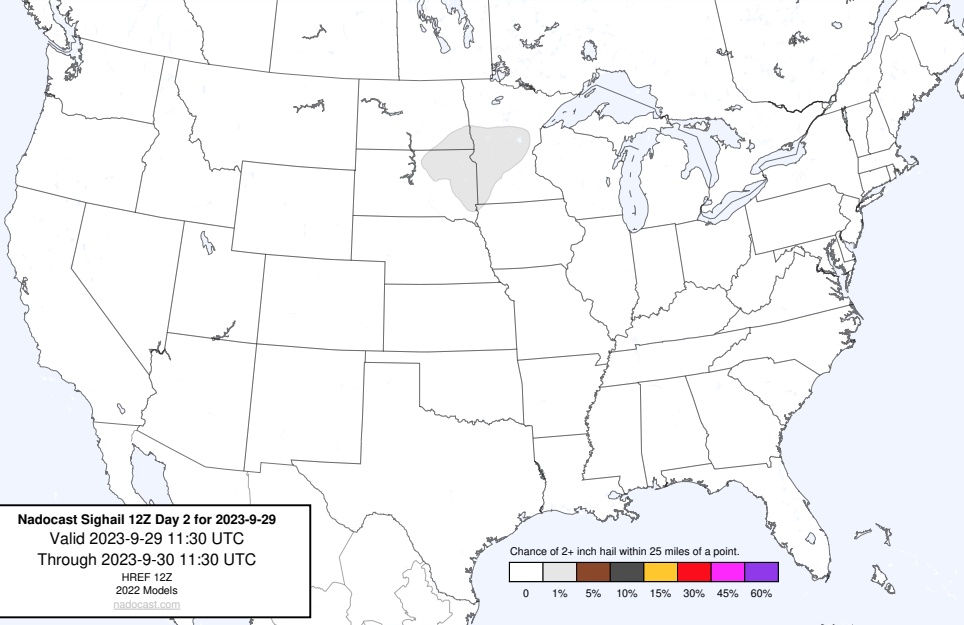 Nadocast Sighail 12Z Day 2 for 2023-9-29
Valid 2023-9-29 11:30 UTC
Through 2023-9-30 11:30 UTC
HREF 12Z
2022 Models
nadocast.com
Chance of 2+ inch hail within 25 miles of a point.
0 1% 5% 10% 15% 30% 45% 60%